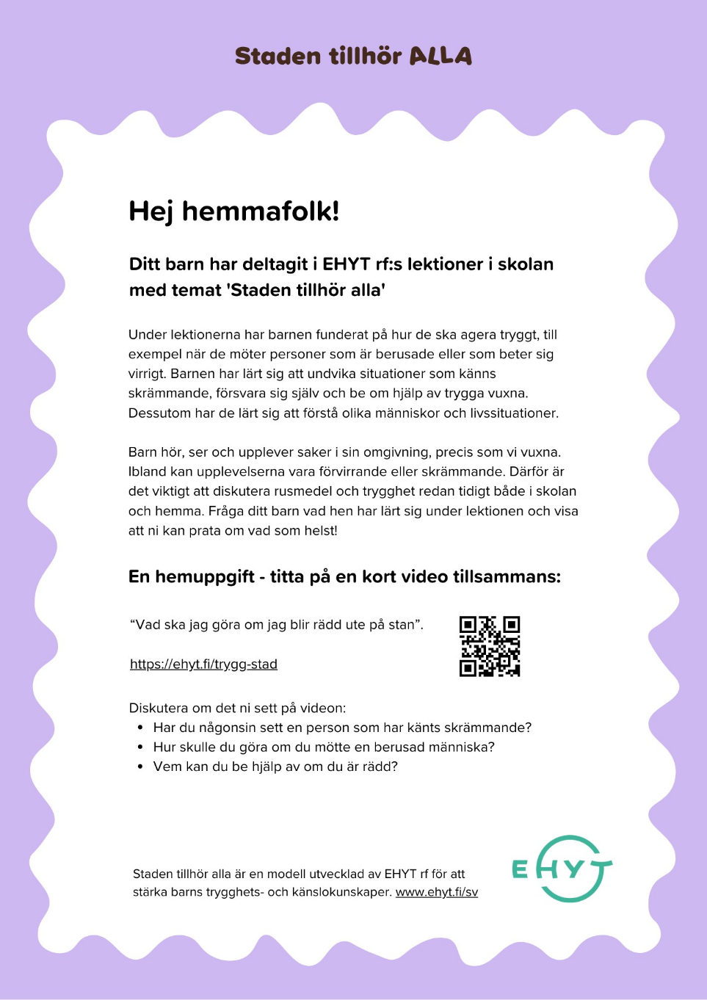 Staden tillhör ALLA
Hej hemmafolk!
Ditt barn har deltagit i EHYT rf:s lektioner i skolan
med temat 'Staden tillhör alla'
Under lektionerna har barnen funderat på hur de ska agera tryggt, till
exempel när de möter personer som är berusade eller som beter sig
virrigt. Barnen har lärt sig att undvika situationer som känns
skrämmande, försvara sig själv och be om hjälp av trygga vuxna.
Dessutom har de lärt sig att förstå olika människor och livssituationer.
Barn hör, ser och upplever saker i sin omgivning, precis som vi vuxna.
Ibland kan upplevelserna vara förvirrande eller skrämmande. Därför är
det viktigt att diskutera rusmedel och trygghet redan tidigt både i skolan
och hemma. Fråga ditt barn vad hen har lärt sig under lektionen och visa
att ni kan prata om vad som helst!
En hemuppgift - titta på en kort video tillsammans:
“Vad ska jag göra om jag blir rädd ute på stan”.
https://ehyt.fi/trygg-stad
Diskutera om det ni sett på videon:
• Har du någonsin sett en person som har känts skrämmande?
• Hur skulle du göra om du mötte en berusad människa?
• Vem kan du be hjälp av om du är rädd?
Staden tillhör alla är en modell utvecklad av EHYT rf för att
stärka barns trygghets- och känslokunskaper. www.ehyt.fi/sv
EHYT